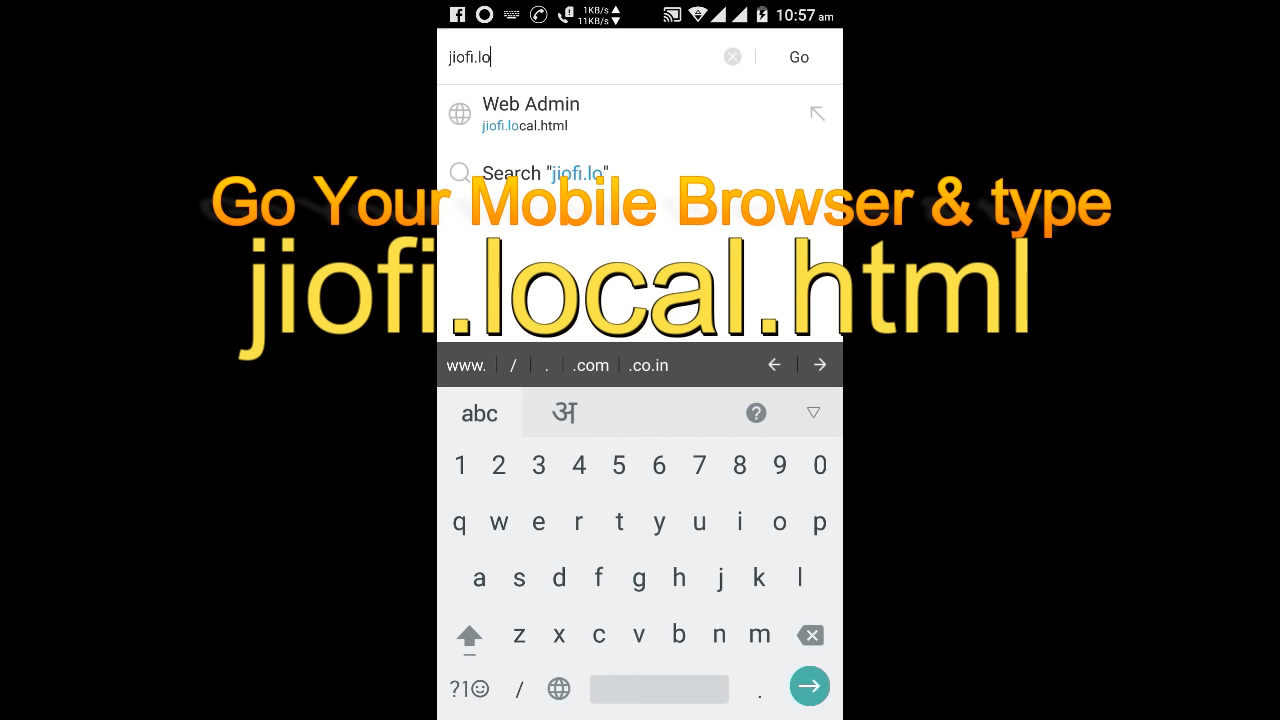 1KB/s
11KB/s
10:57 am
jiofi.lo
Go
Web Admin
jiofi.local.html
Search "jiofi.lo"
Go Your Mobile Browser & type
jiofi.local.html
www. / . .com .co.in
abc अ ?
1 2 3 4 5 6 7 8 9 0
q w e r t y u i o p
a s d f g h j k l
z x c v b n m
?1☺ / .